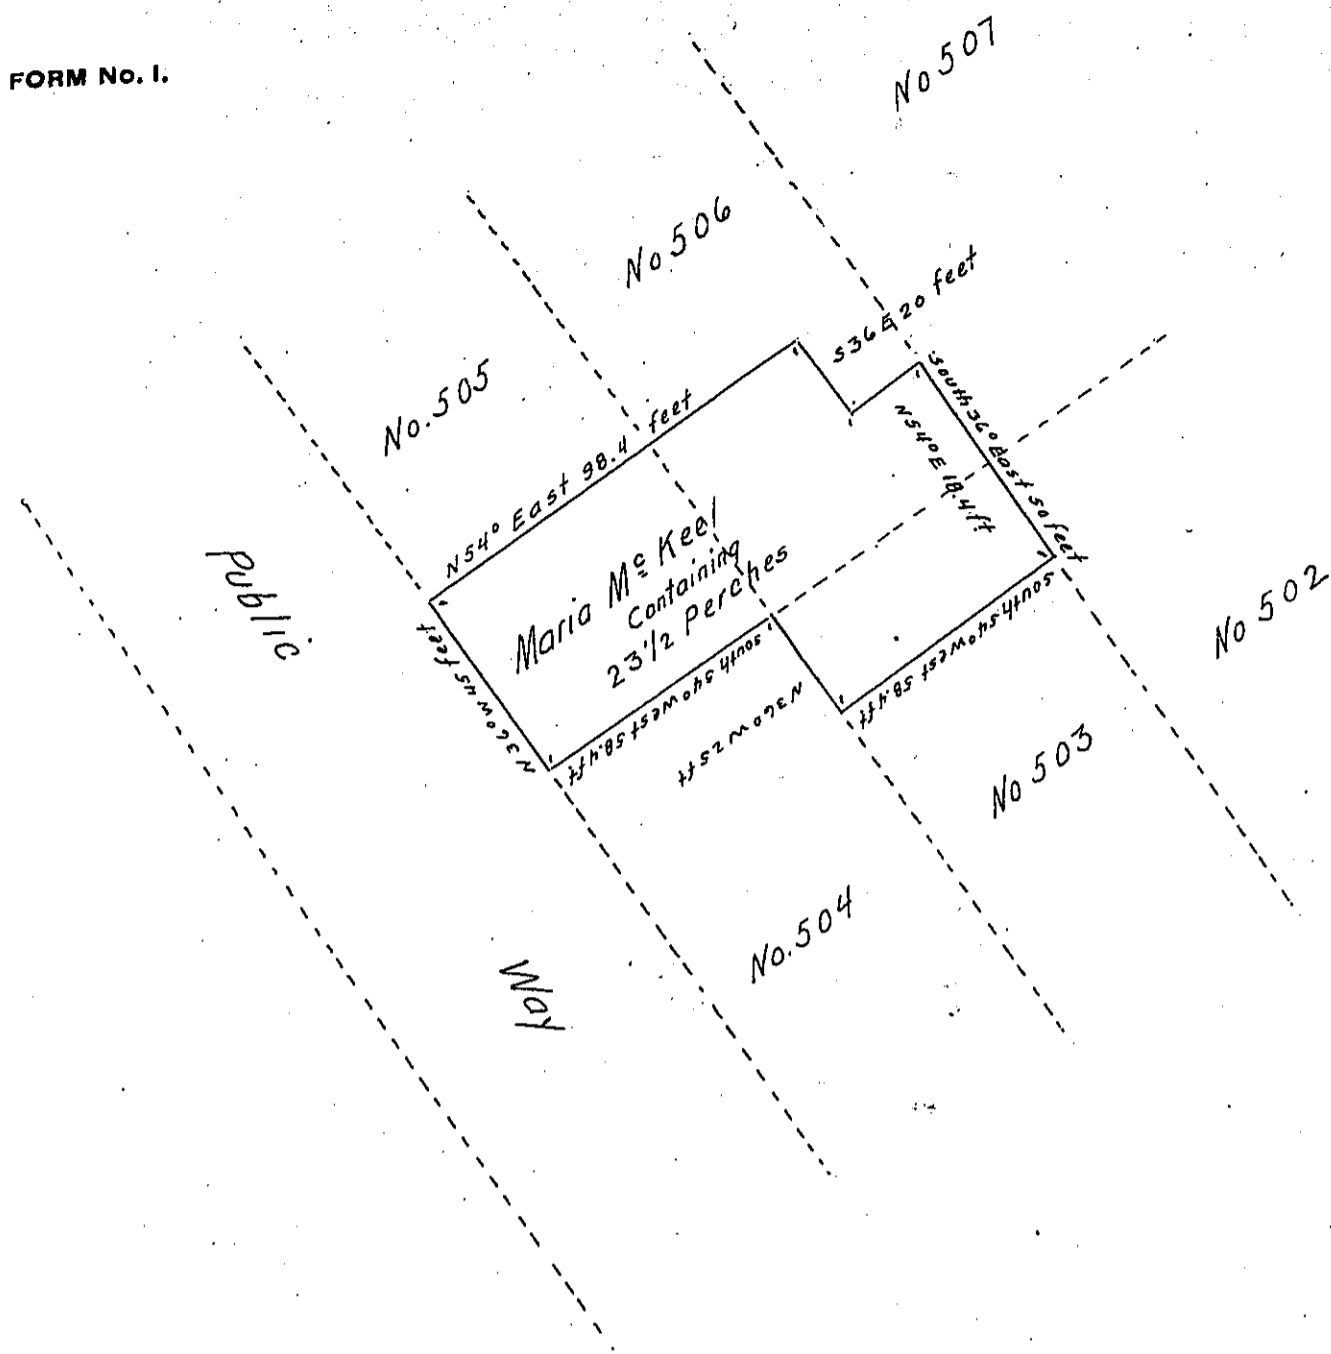 FORM No. 1.
No 507
No 506
S36E 20 feet
No. 505
N54° East 98.4 feet
South 36° East 50 feet
N54°E 18.4 ft
Public
Maria Mc Keel
Containing
23 1/2 Perches
N36°W 45 feet
South 54° West 58.4 ft
N36°W 25 ft
South 54° West 58.4 ft
No 502
No 503
No. 504
Way